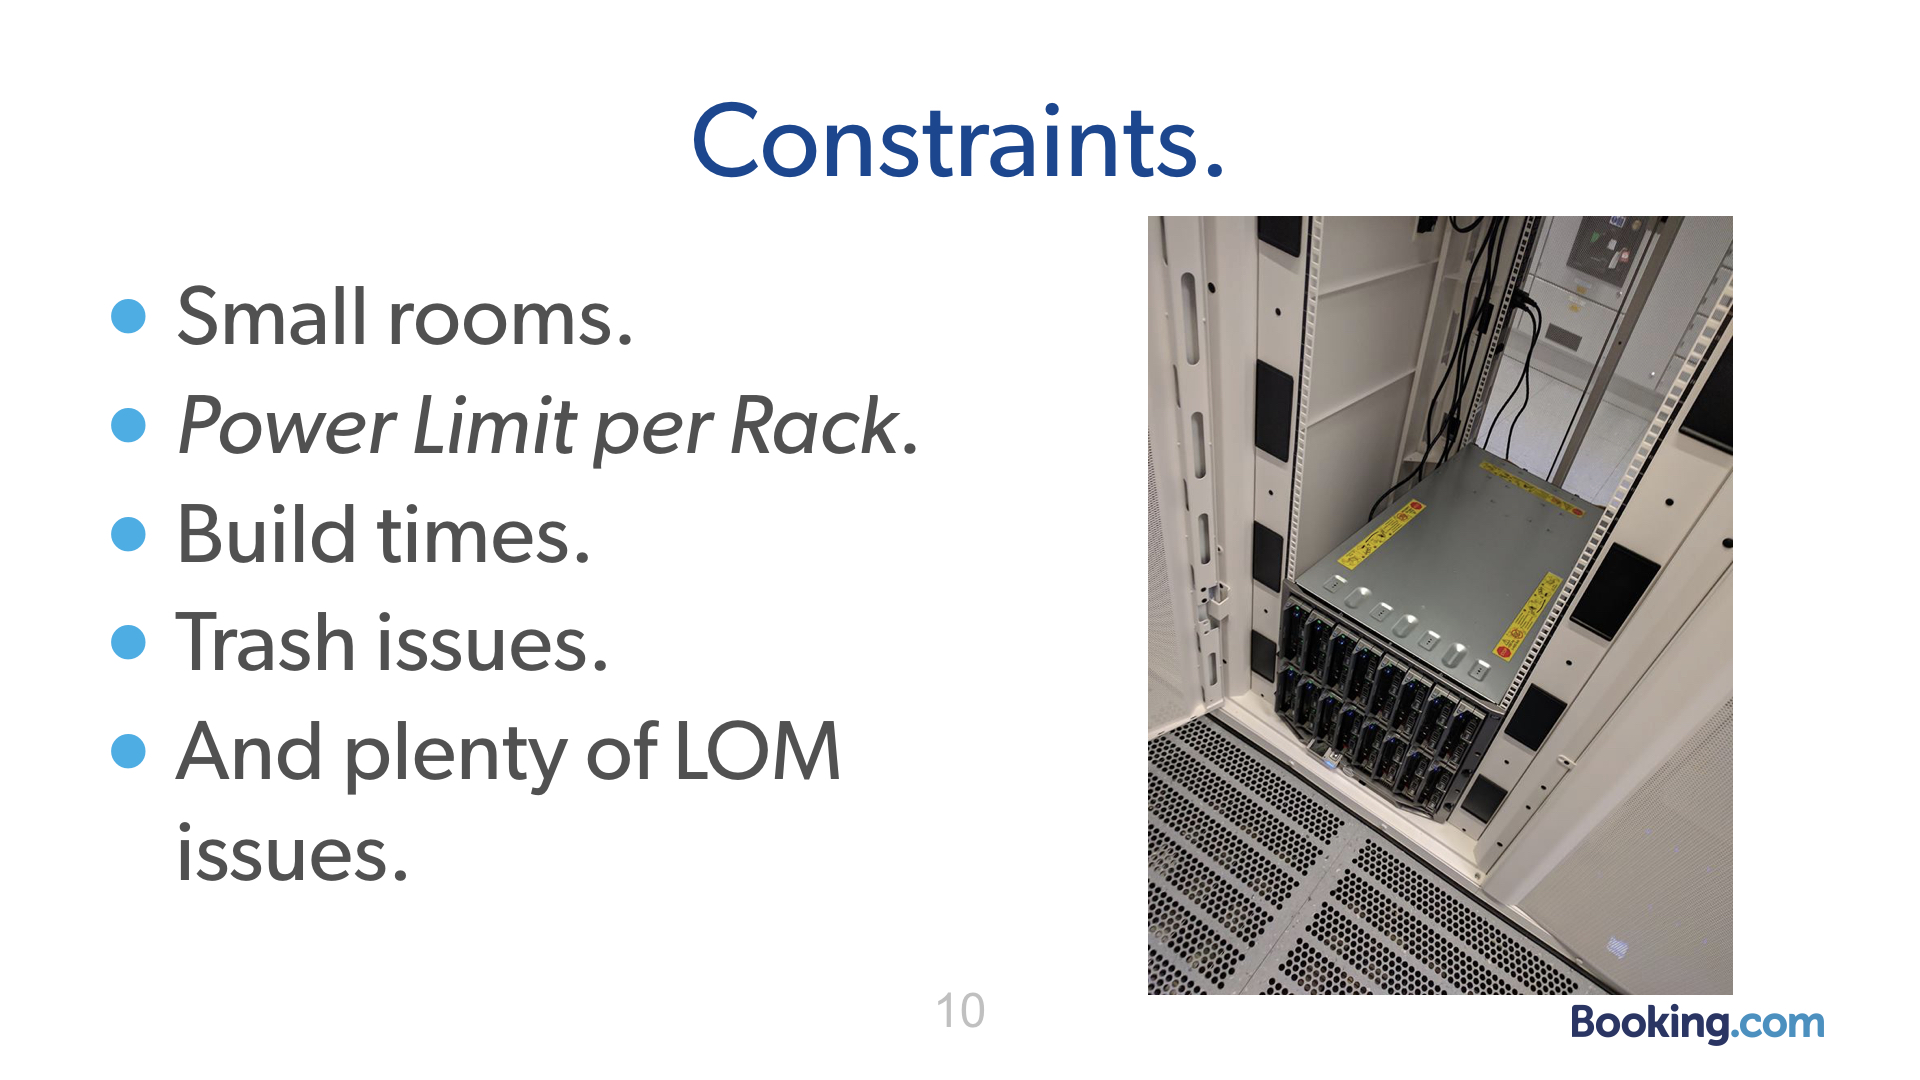 Constraints.
Small rooms.
Power Limit per Rack.
Build times.
Trash issues.
And plenty of LOM
issues.
10
Booking.com